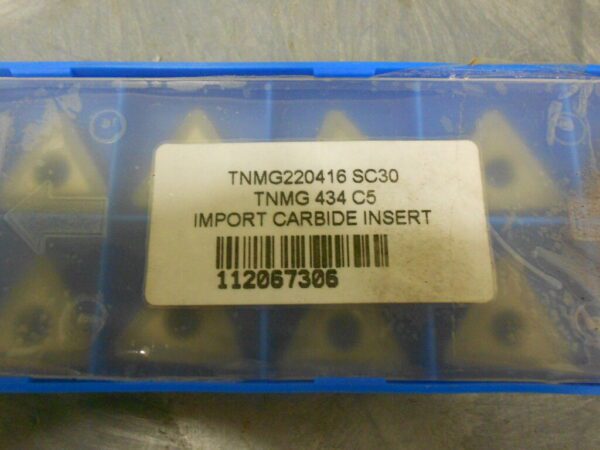 TNMG220416 SC30
TNMG 434 C5
IMPORT CARBIDE INSERT
112067306